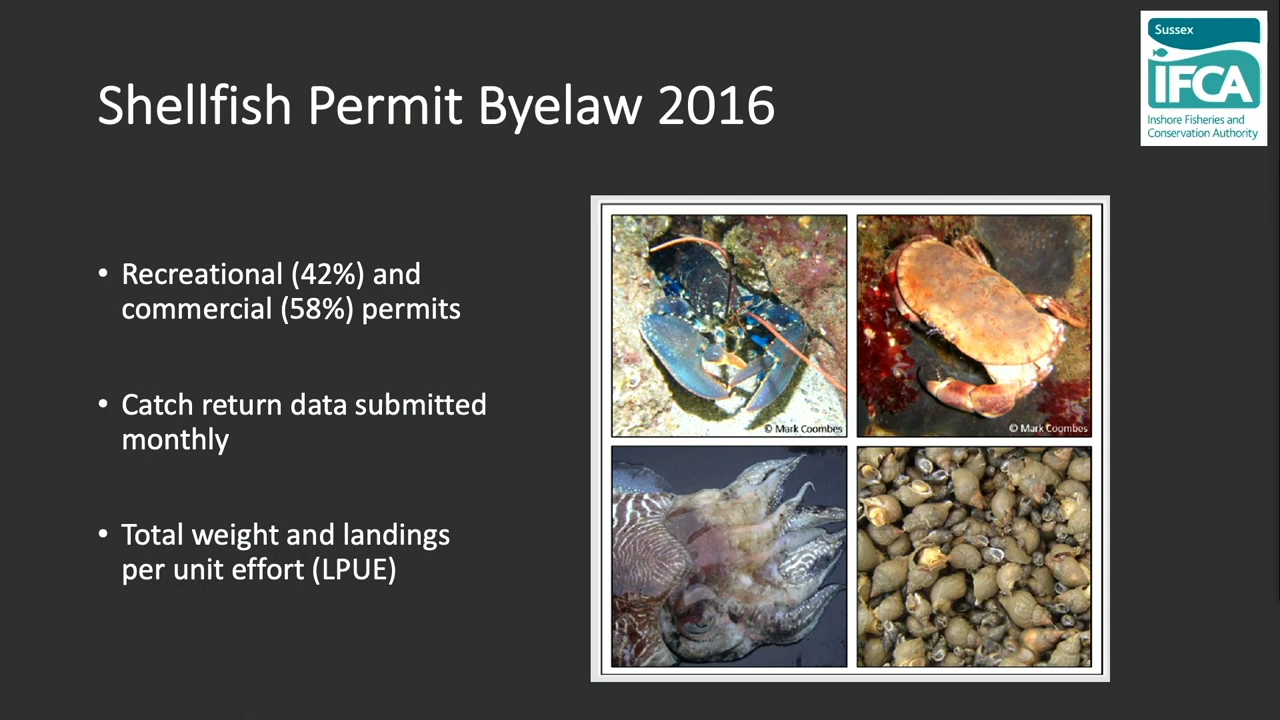 Sussex
IFCA
Inshore Fisheries and
Conservation Authority
Shellfish Permit Byelaw 2016
• Recreational (42%) and
commercial (58%) permits
• Catch return data submitted
monthly
• Total weight and landings
per unit effort (LPUE)
© Mark Coombes
© Mark Coombes